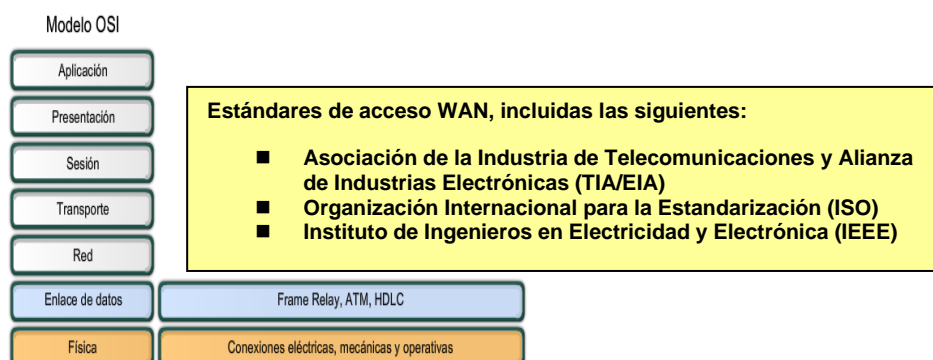 Modelo OSI
Aplicación
Presentación
Sesión
Transporte
Red
Enlace de datos
Física
Estándares de acceso WAN, incluidas las siguientes:
■ Asociación de la Industria de Telecomunicaciones y Alianza
de Industrias Electrónicas (TIA/EIA)
■ Organización Internacional para la Estandarización (ISO)
■ Instituto de Ingenieros en Electricidad y Electrónica (IEEE)
Frame Relay, ATM, HDLC
Conexiones eléctricas, mecánicas y operativas